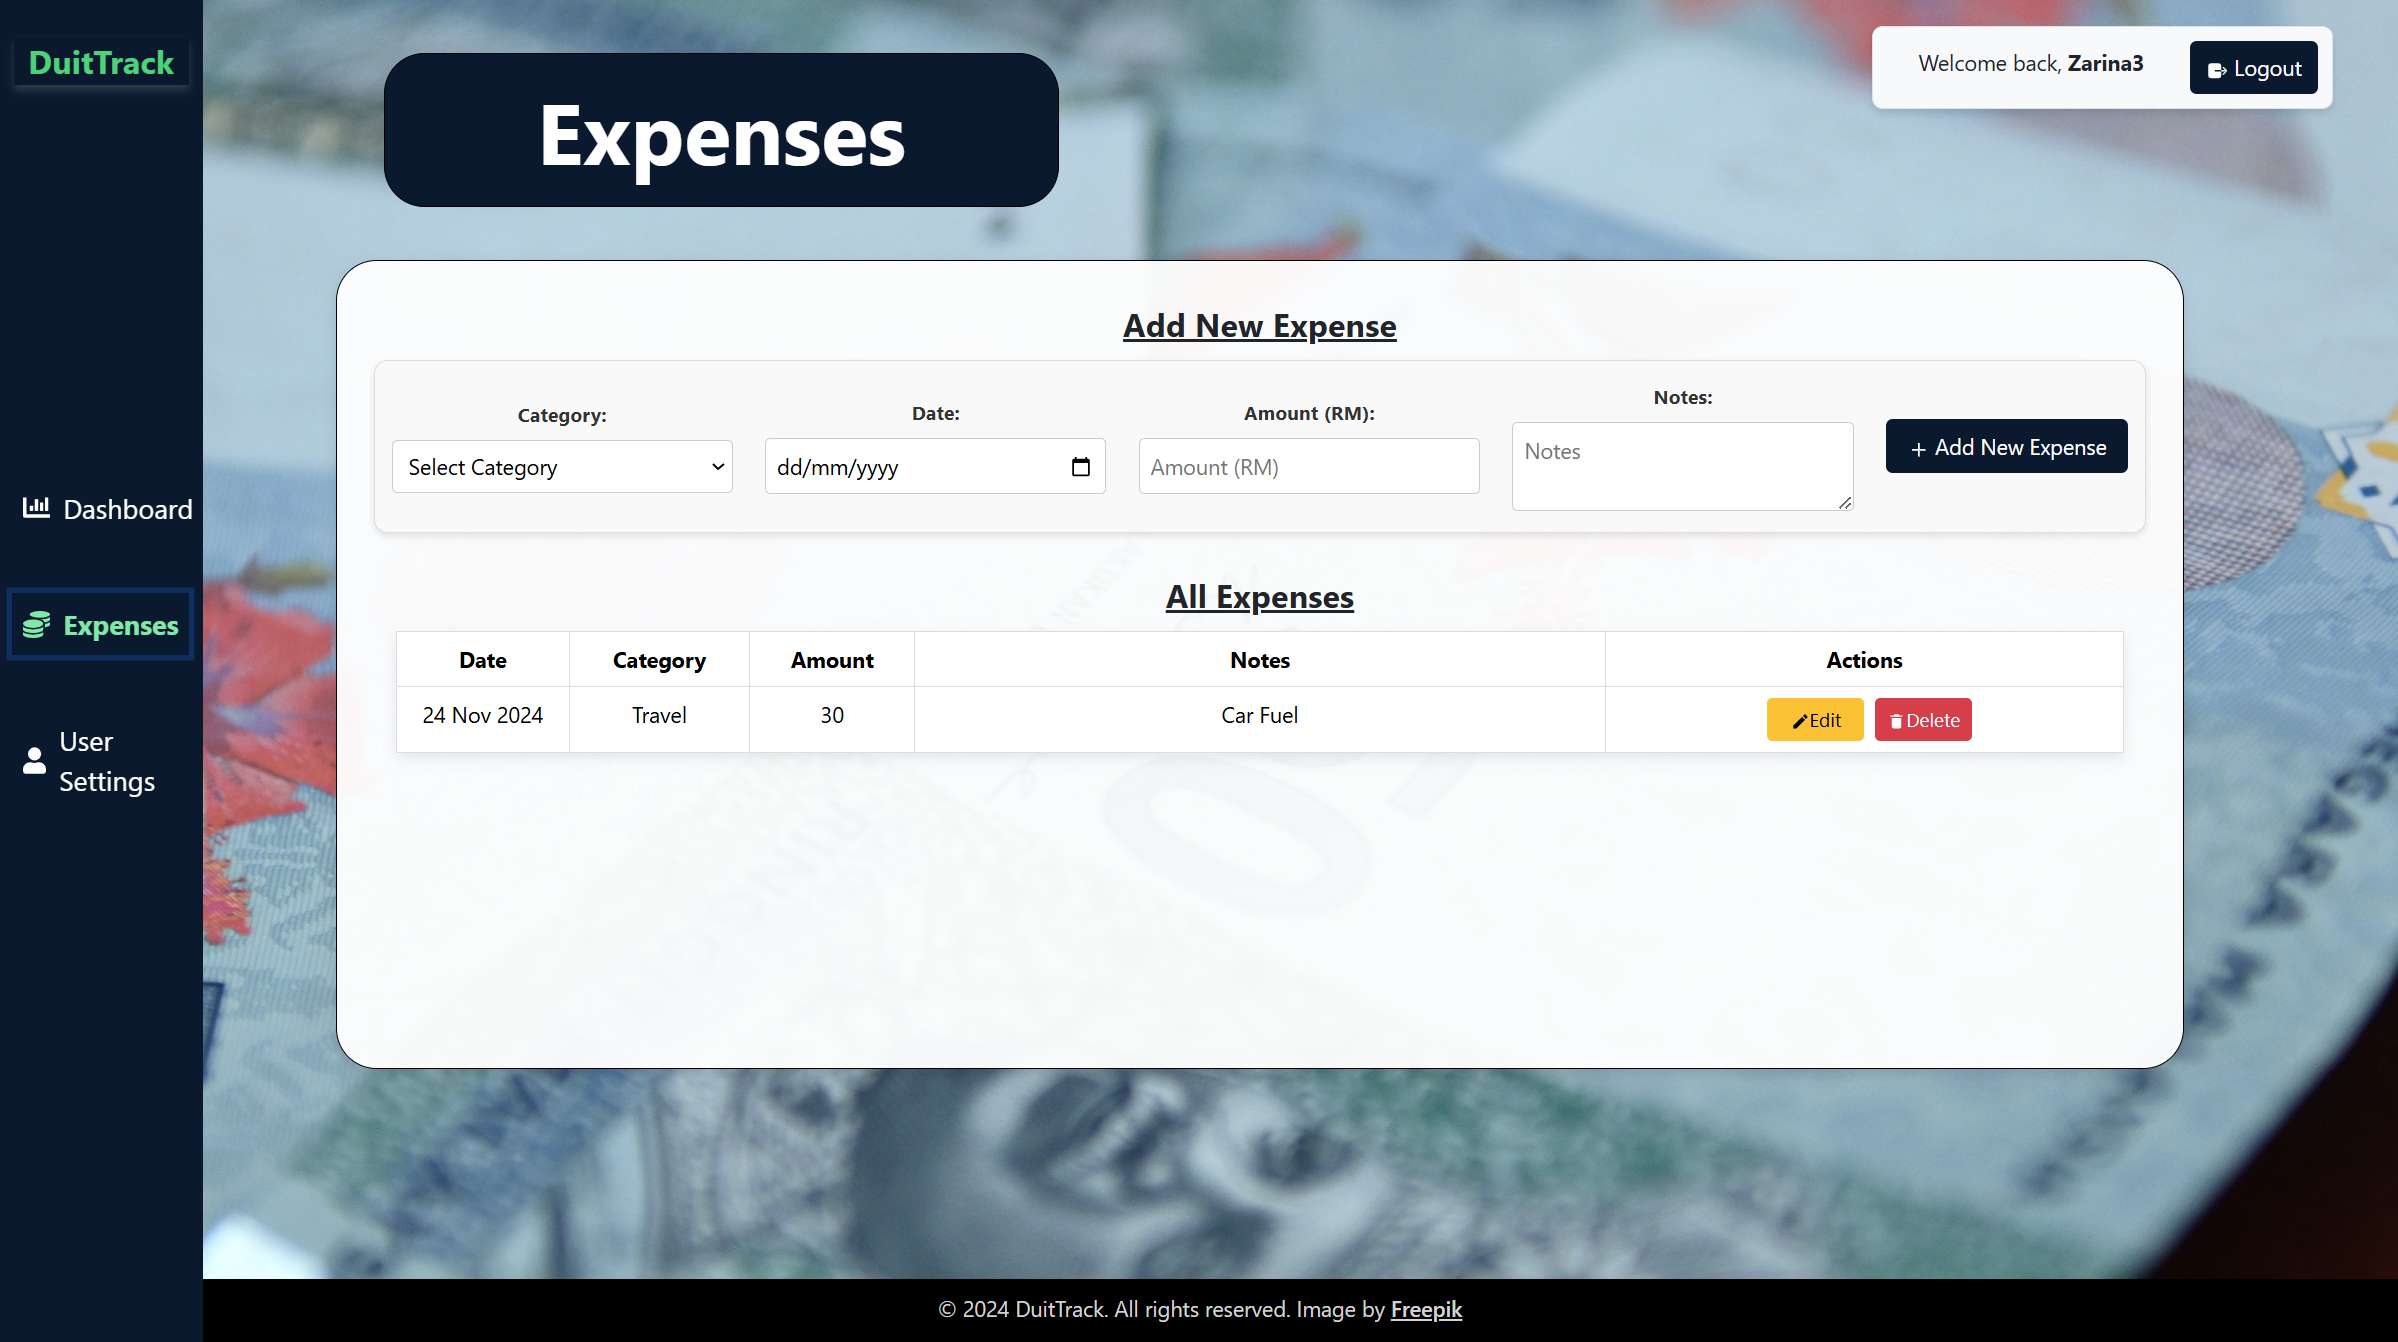 DuitTrack
Expenses
Welcome back, Zarina3
Logout
Dashboard
Expenses
User
Settings
Add New Expense
Category:
Select Category
Date:
dd/mm/yyyy
Amount (RM):
Amount (RM)
Notes:
Notes
+ Add New Expense
All Expenses
Date Category Amount Notes Actions
24 Nov 2024 Travel 30 Car Fuel Edit Delete
© 2024 DuitTrack. All rights reserved. Image by Freepik